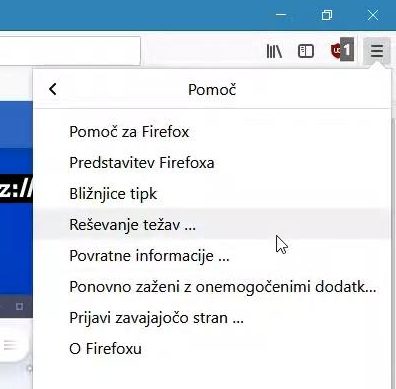 1
Pomoč
Pomoč za Firefox
Predstavitev Firefoxa
Bližnjice tipk
z://
Reševanje težav ...
Povratne informacije ...
Ponovno zaženi z onemogočenimi dodatk...
Prijavi zavajajočo stran ...
O Firefoxu